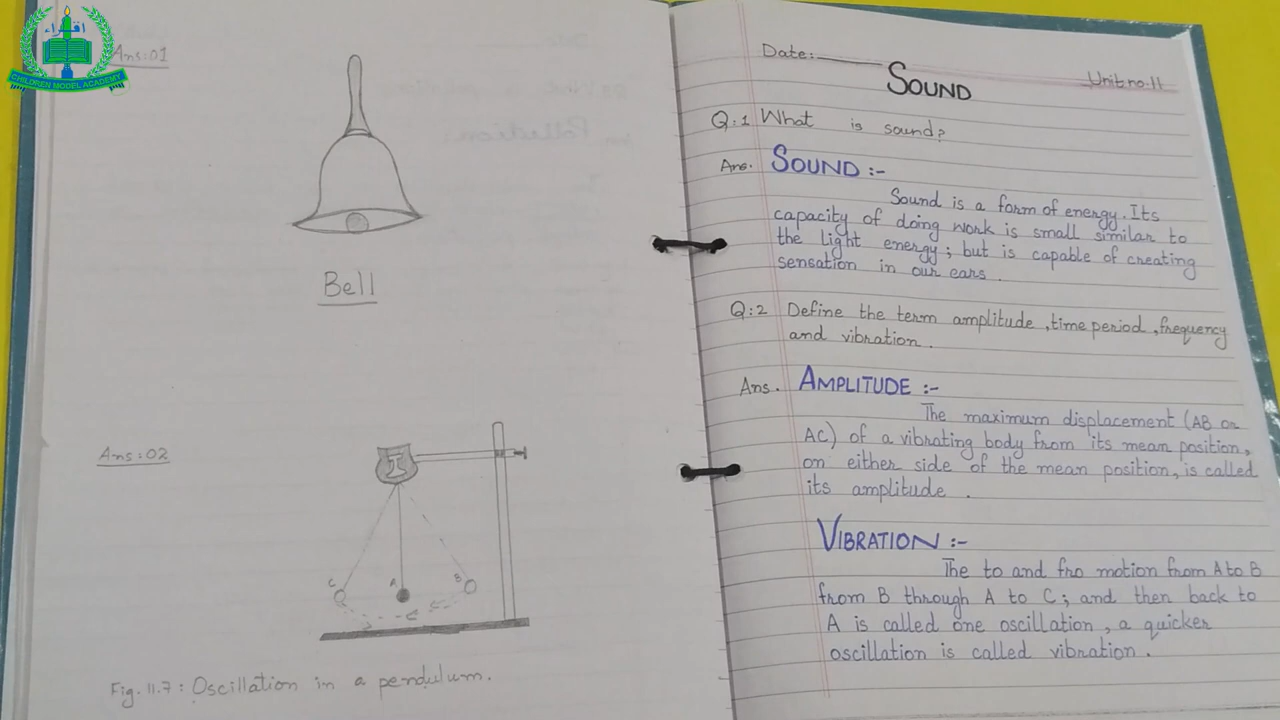 اقراء
CHILDREN MODEL ACADEMY
Ans:01
Bell
Ans:02
C A B
Fig. 11.7: Oscillation in a pendulum.
Date:
Unit no.11
SOUND
Q:1 What is sound?
Ans. SOUND :-
Sound is a form of energy. Its
capacity of doing work is small similar to
the light energy; but is capable of creating
sensation in our ears.
Q:2 Define the term amplitude, time period, frequency
and vibration.
Ans. AMPLITUDE :-
The maximum displacement (AB or
AC) of a vibrating body from its mean position,
on either side of the mean position, is called
its amplitude.
VIBRATION :-
The to and fro motion from A to B
from B through A to C; and then back to
A is called one oscillation, a quicker
oscillation is called vibration.